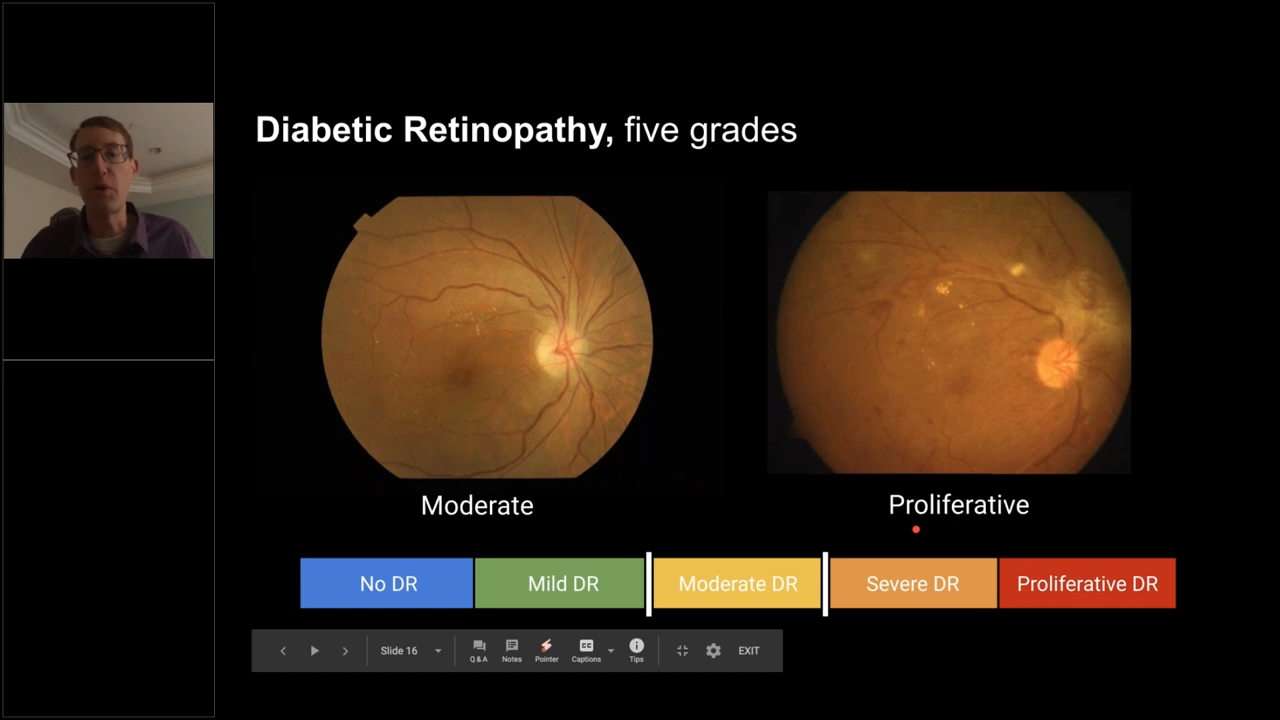 Diabetic Retinopathy, five grades
Moderate
Proliferative
No DR
Mild DR
Moderate DR
Severe DR
Proliferative DR
Slide 16
Q & A
Notes
Pointer
CC
Captions
Tips
EXIT